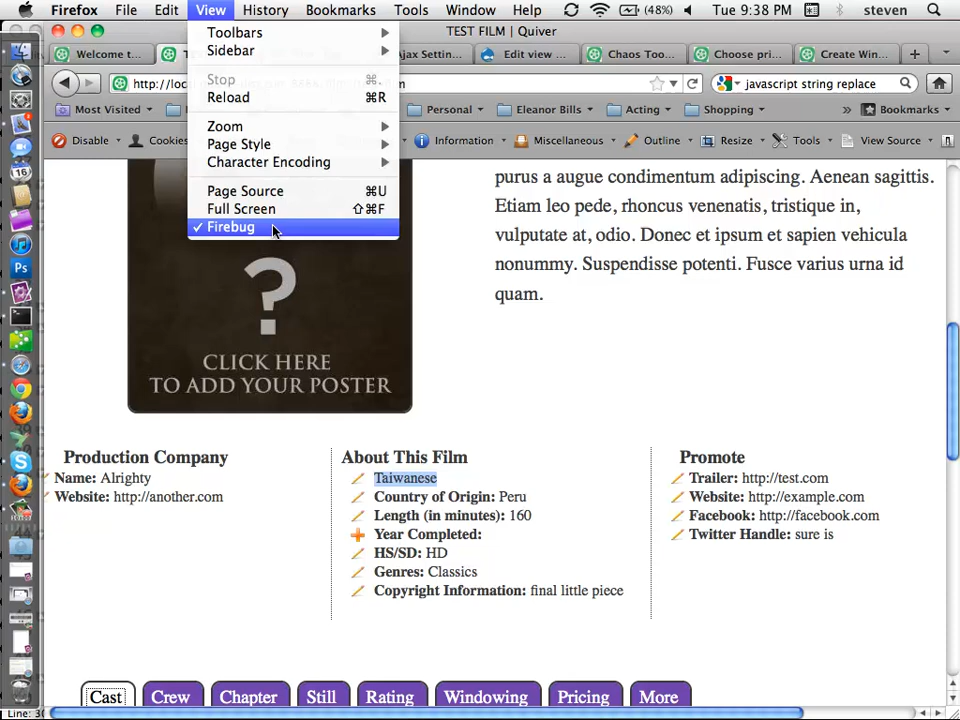 Firefox File Edit View History Bookmarks Tools Window Help (48%) Tue 9:38 PM steven
TEST FILM | Quiver
Welcome t... Ajax Setting... Edit view ... Chaos Too... Choose pri... Create Win...
http://loc javascript string replace
Most Visited Personal Eleanor Bills Acting Shopping » Bookmarks
Disable Cookies Information Miscellaneous Outline Resize Tools View Source
Toolbars
Sidebar
Stop ⌘.
Reload ⌘R
Zoom
Page Style
Character Encoding
Page Source ⌘U
Full Screen ⇧⌘F
✓ Firebug
purus a augue condimentum adipiscing. Aenean sagittis.
Etiam leo pede, rhoncus venenatis, tristique in,
vulputate at, odio. Donec et ipsum et sapien vehicula
nonummy. Suspendisse potenti. Fusce varius urna id
quam.
?
CLICK HERE
TO ADD YOUR POSTER
Production Company
Name: Alrighty
Website: http://another.com
About This Film
Taiwanese
Country of Origin: Peru
Length (in minutes): 160
Year Completed:
HS/SD: HD
Genres: Classics
Copyright Information: final little piece
Promote
Trailer: http://test.com
Website: http://example.com
Facebook: http://facebook.com
Twitter Handle: sure is
Cast Crew Chapter Still Rating Windowing Pricing More
Line: 30
16
Ps